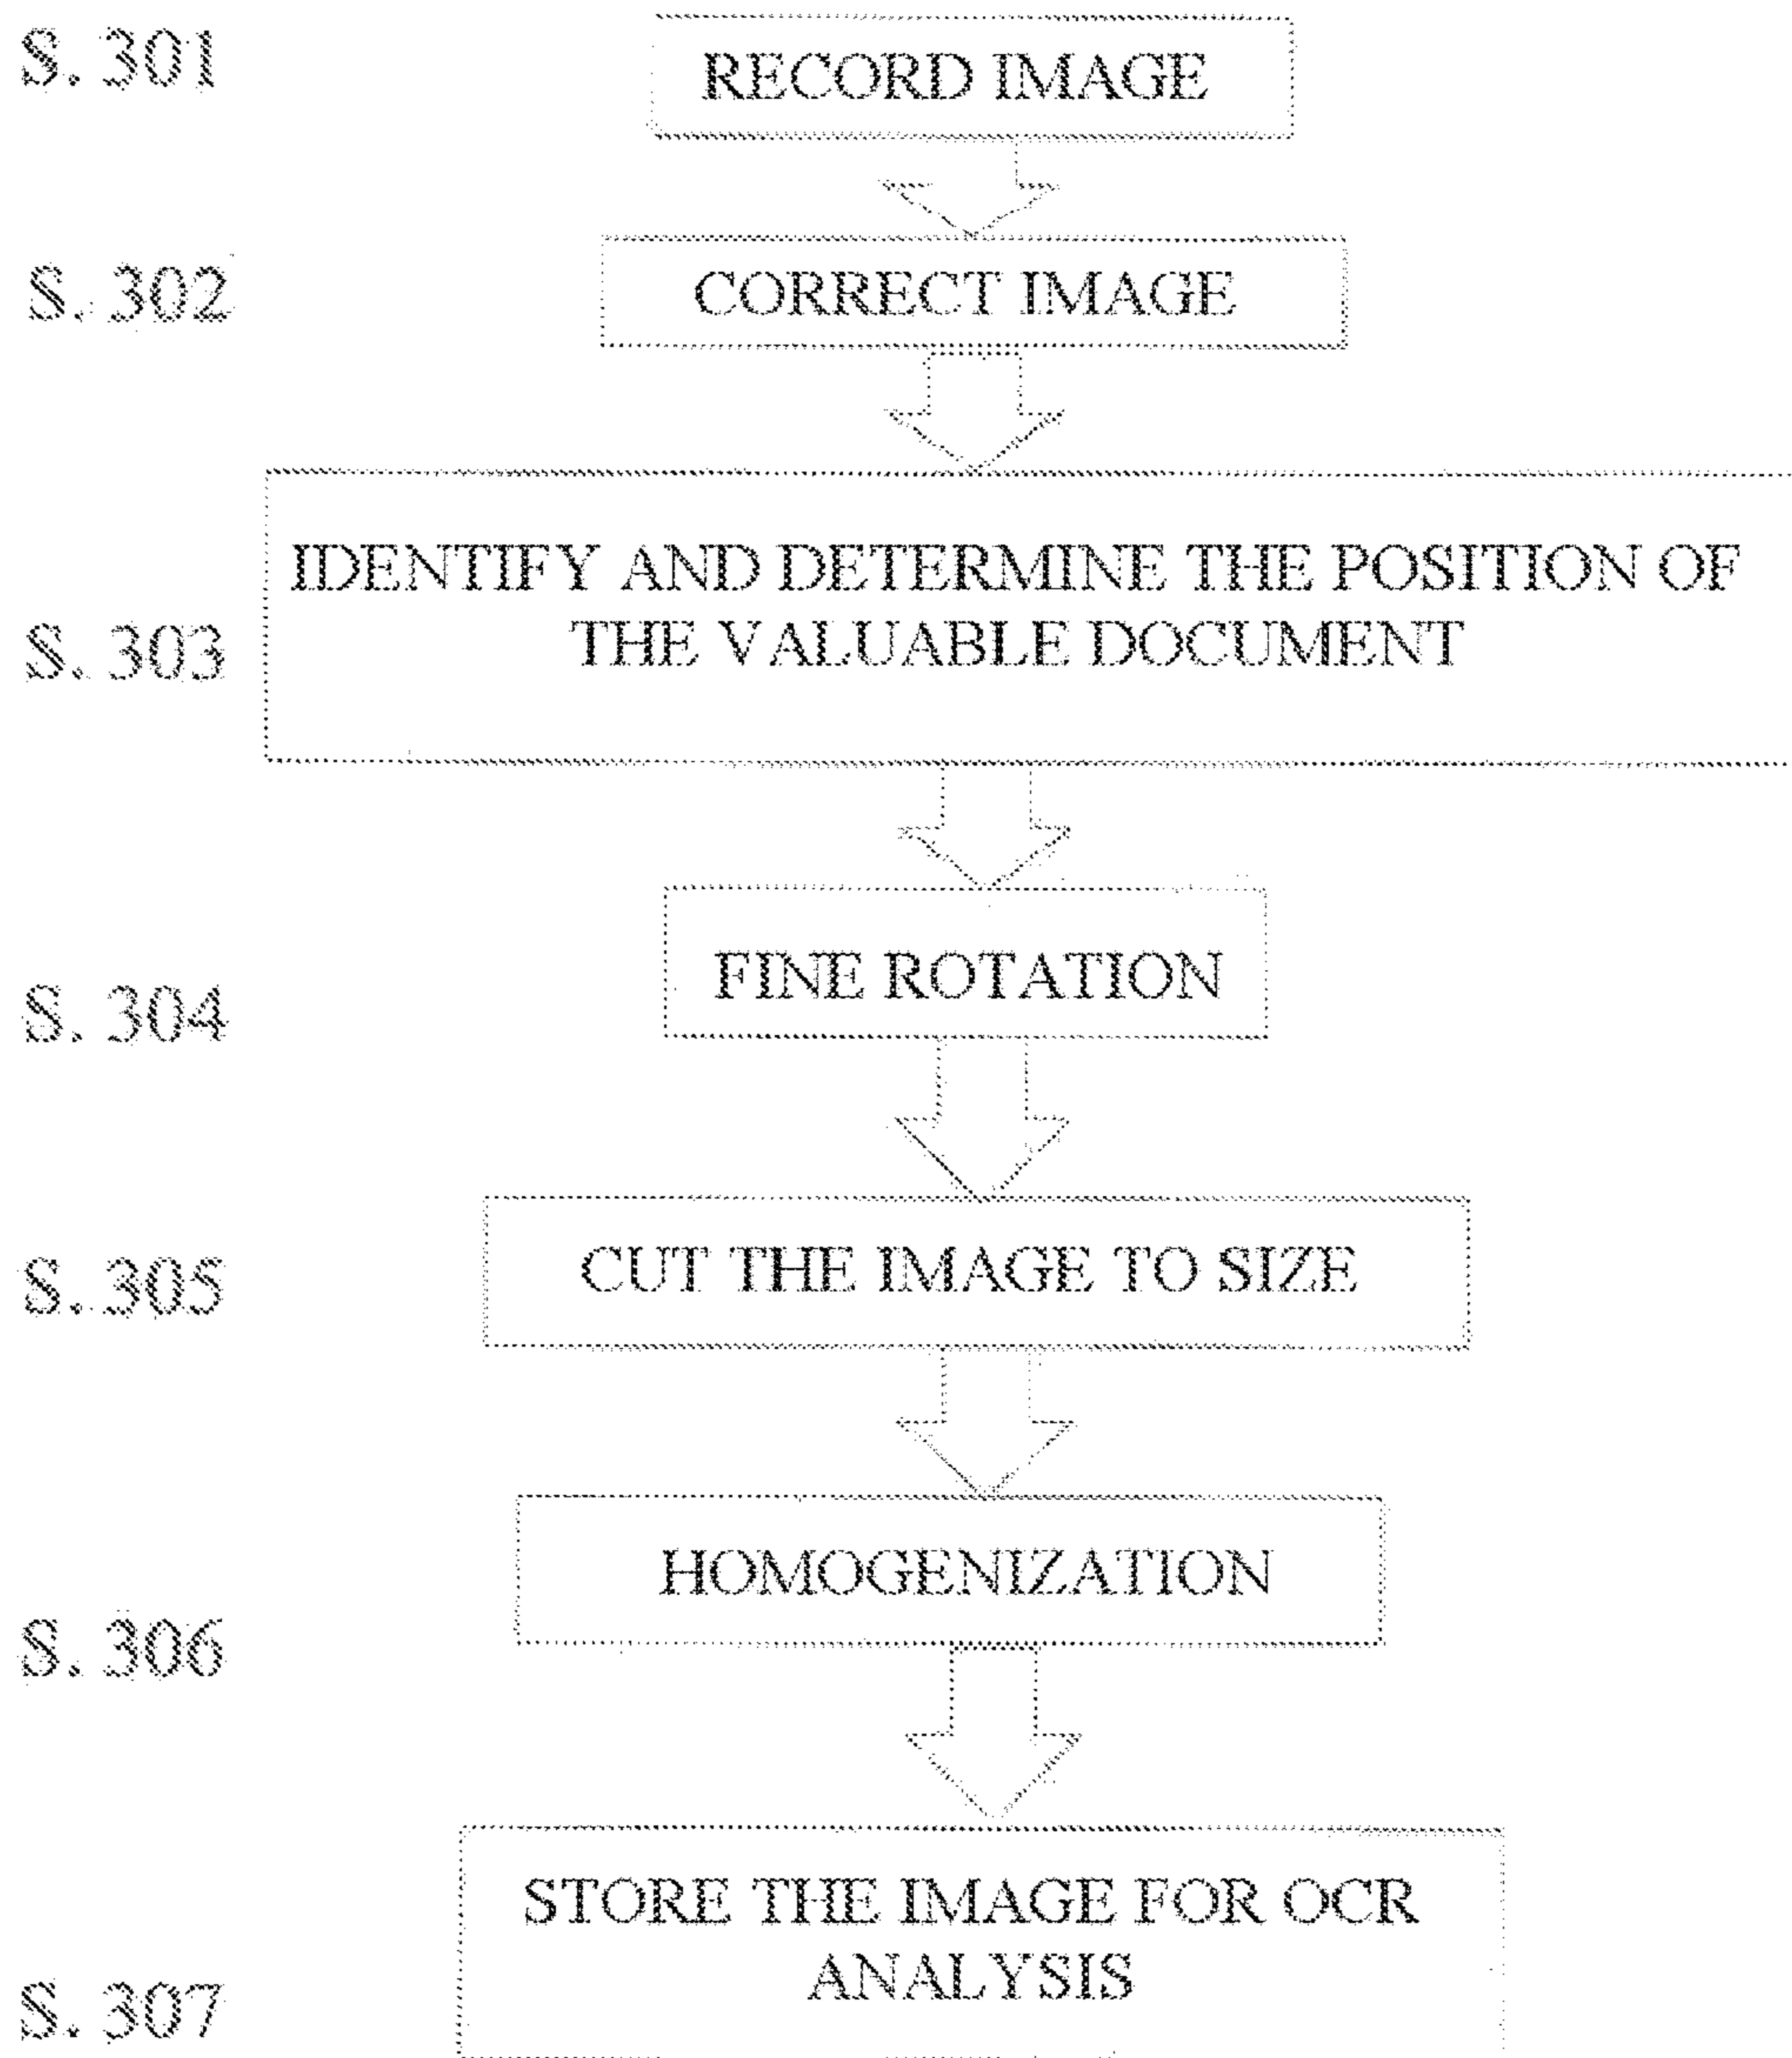 S. 301
RECORD IMAGE
S. 302
CORRECT IMAGE
IDENTIFY AND DETERMINE THE POSITION OF
THE VALUABLE DOCUMENT
S. 303
FINE ROTATION
S. 304
CUT THE IMAGE TO SIZE
S. 305
HOMOGENIZATION
S. 306
STORE THE IMAGE FOR OCR
ANALYSIS
S. 307